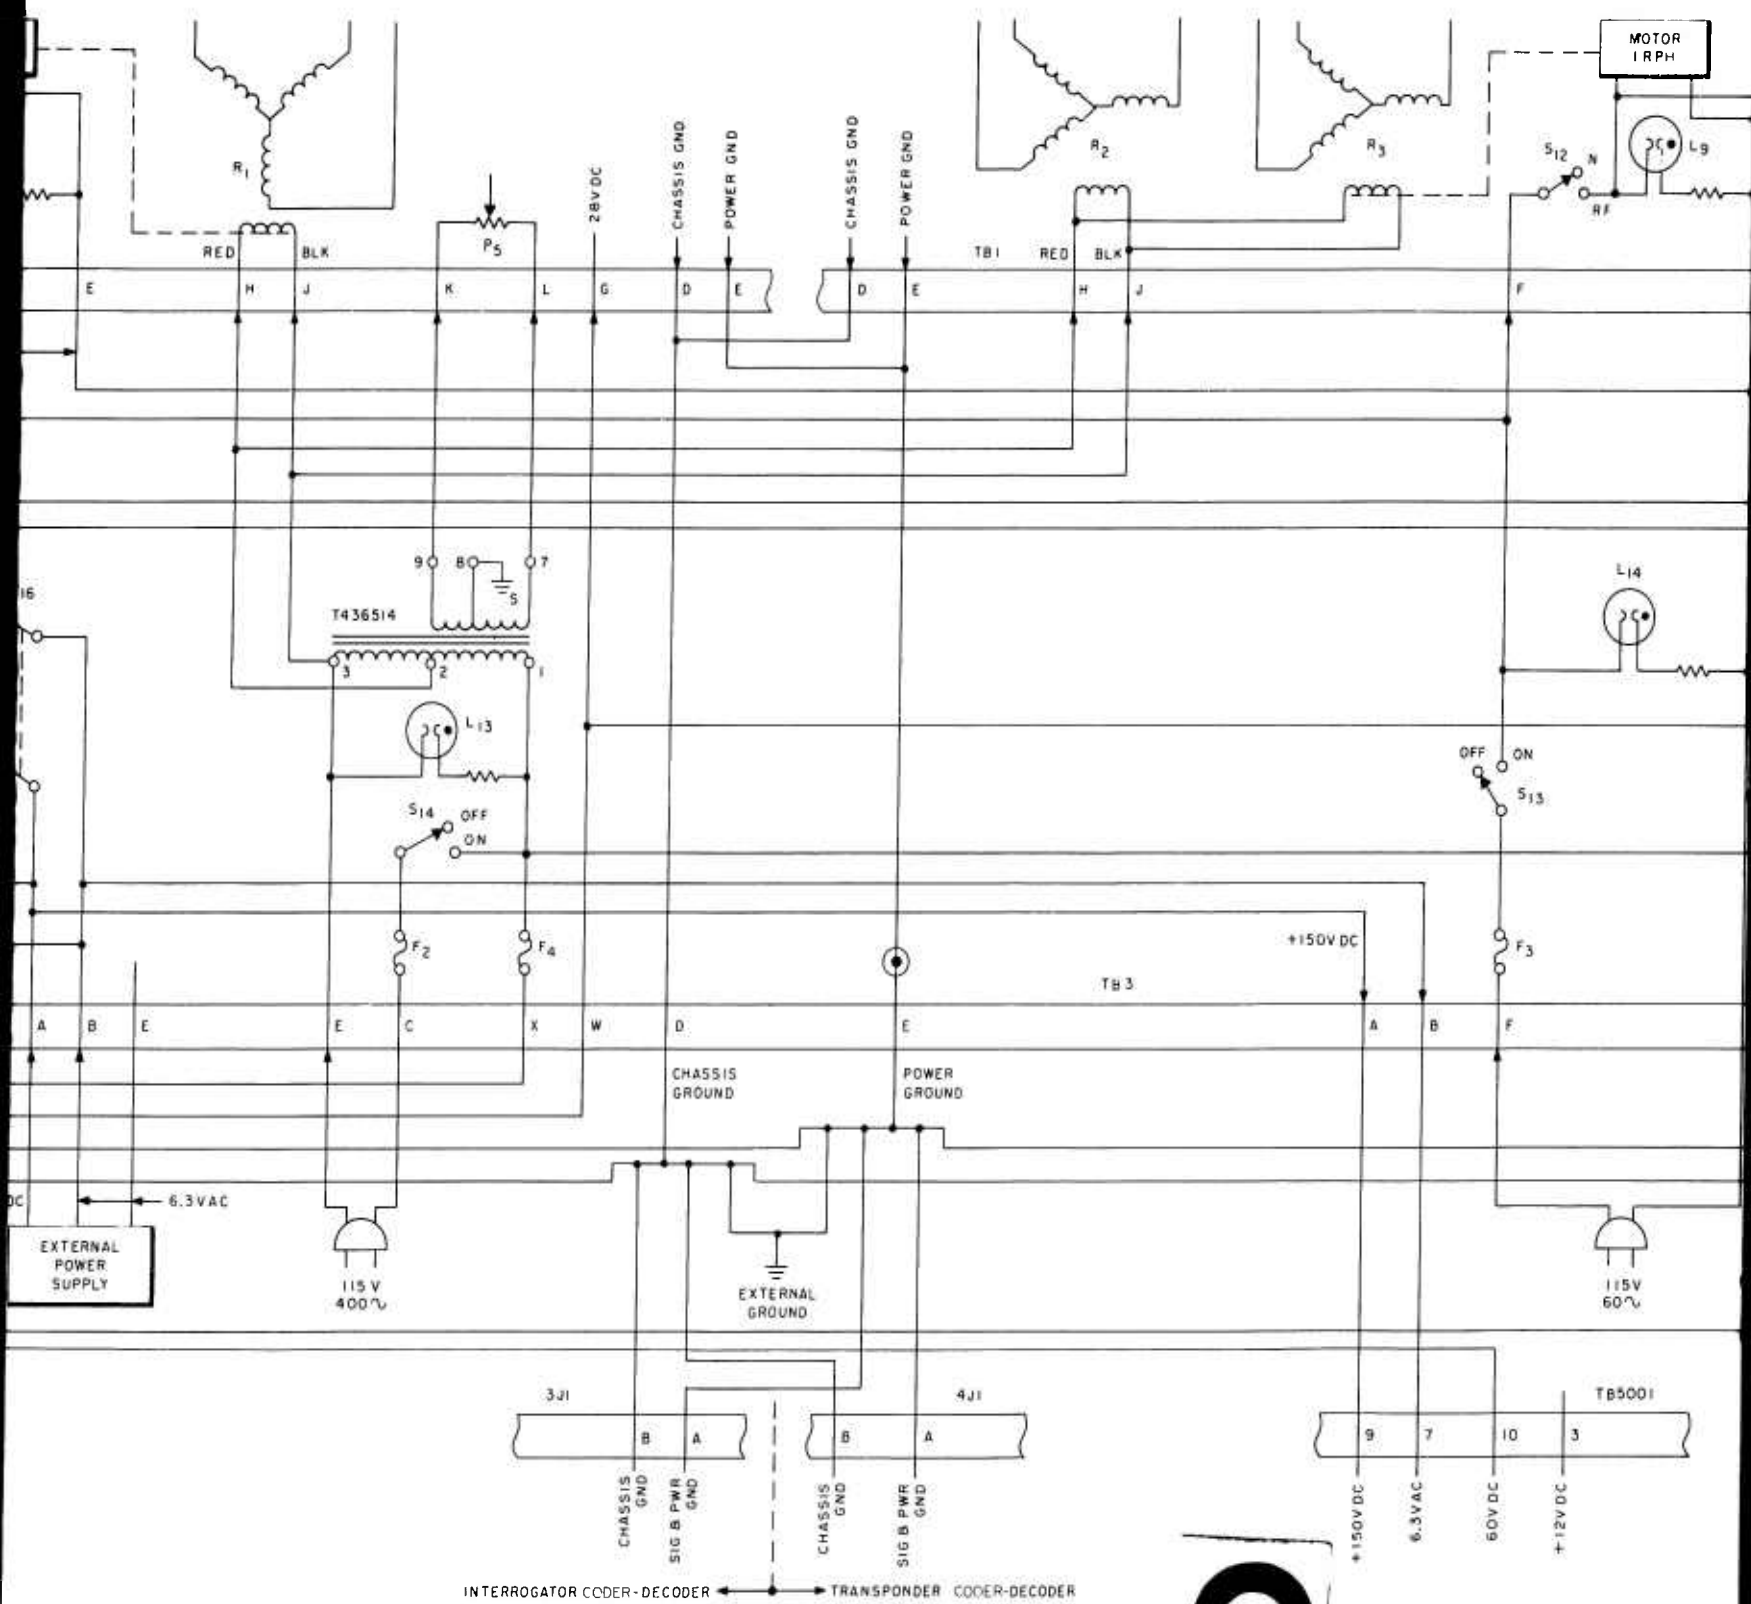 MOTOR
1 RPH
R1
R2
R3
S12
N
RF
L9
P5
28V DC
CHASSIS GND
POWER GND
CHASSIS GND
POWER GND
RED
BLK
TB1
RED
BLK
E
H
J
K
L
G
D
E
D
E
H
J
F
9
8
7
S
T436514
3
2
1
16
L14
L13
OFF
ON
S13
S14
OFF
ON
F2
F4
+150V DC
F3
TB3
A
B
E
E
C
X
W
D
E
A
B
F
CHASSIS
GROUND
POWER
GROUND
DC
6.3VAC
EXTERNAL
POWER
SUPPLY
115V
400~
EXTERNAL
GROUND
115V
60~
3J1
4J1
TB5001
B
A
B
A
9
7
10
3
CHASSIS
GND
SIG B PWR
GND
CHASSIS
GND
SIG B PWR
GND
+150V DC
6.3VAC
60V DC
+12V DC
INTERROGATOR CODER-DECODER
TRANSPONDER CODER-DECODER